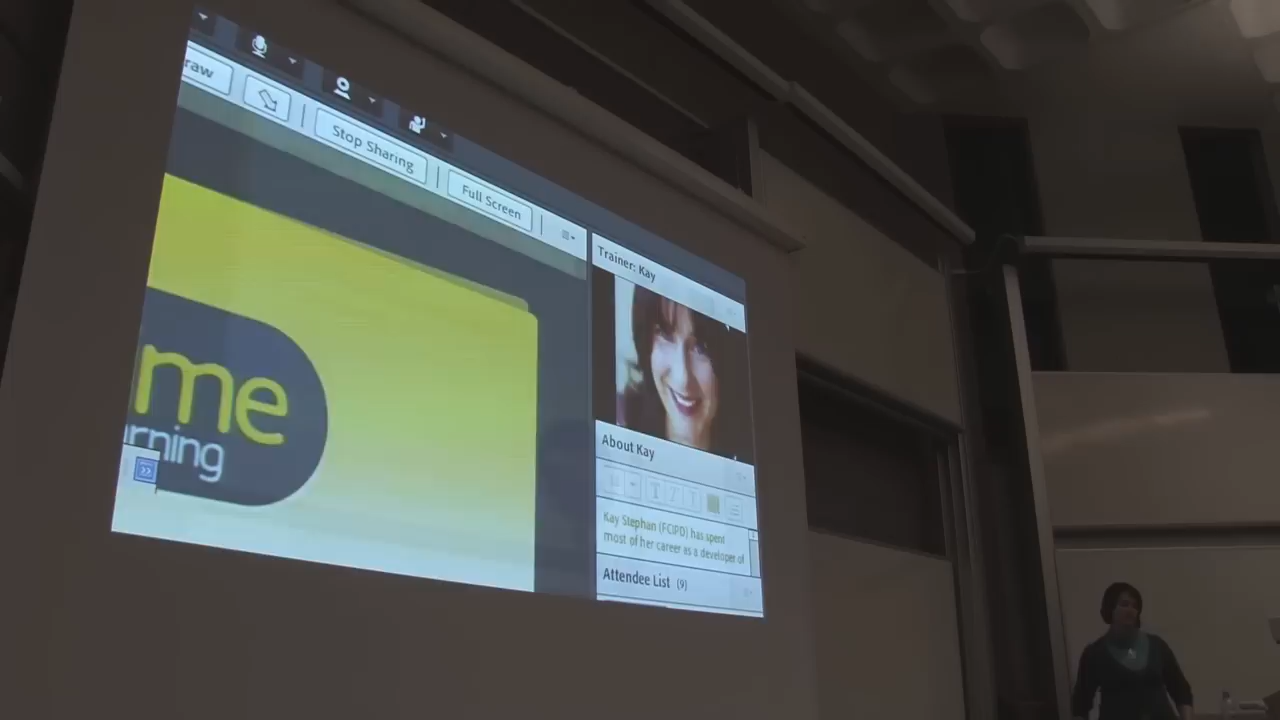 raw
Stop Sharing
Full Screen
Trainer: Kay
me
rning
About Kay
Kay Stephan (FCIPD) has spent
most of her career as a developer of
Attendee List (9)